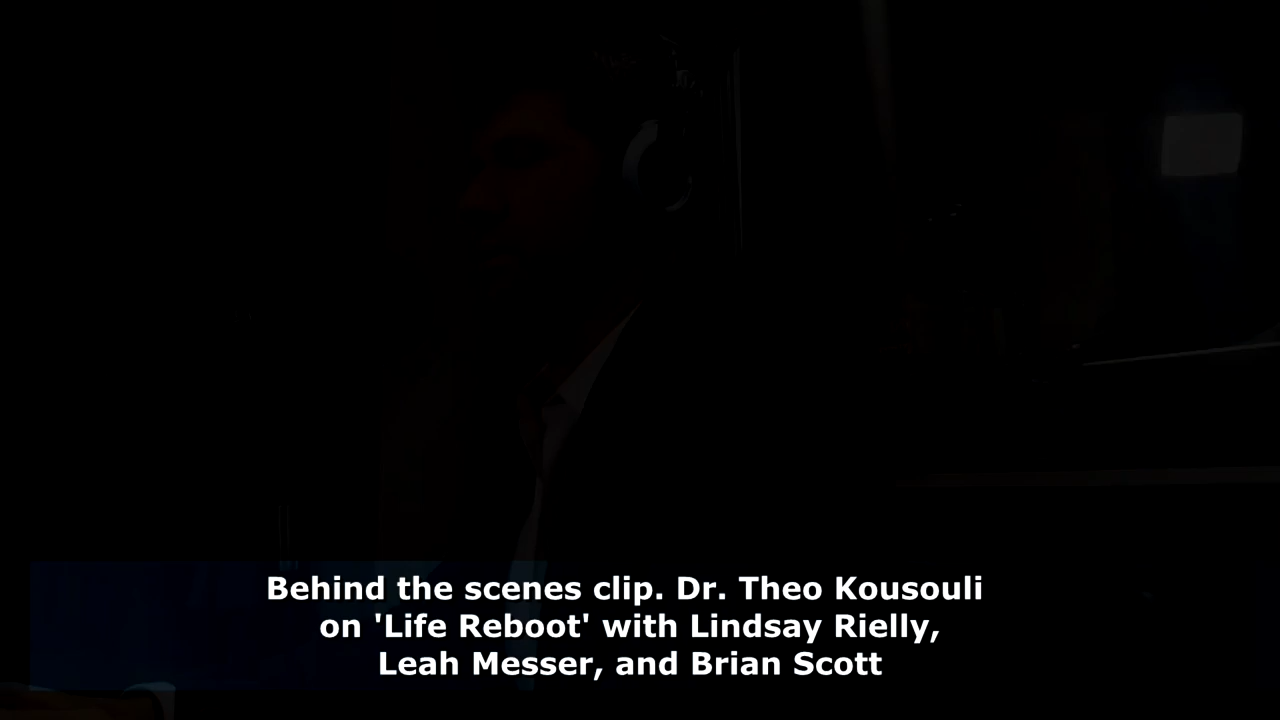 Behind the scenes clip. Dr. Theo Kousouli
on 'Life Reboot' with Lindsay Rielly,
Leah Messer, and Brian Scott